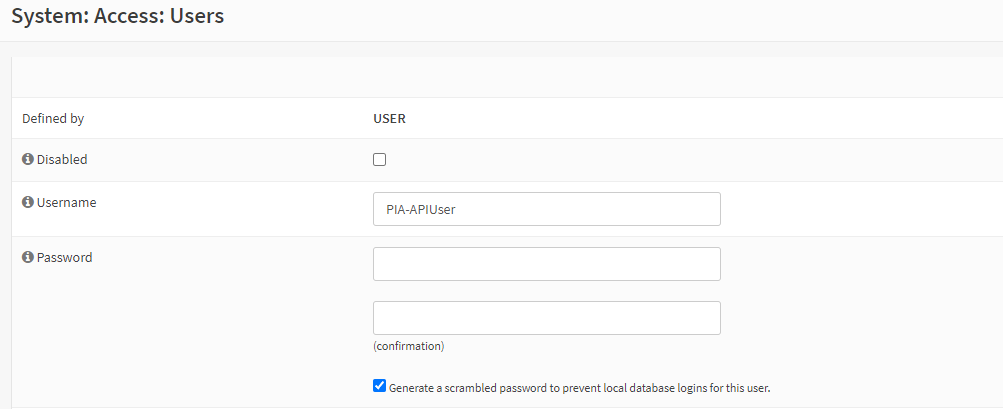 System: Access: Users
Defined by USER
Disabled
Username PIA-APIUser
Password
(confirmation)
Generate a scrambled password to prevent local database logins for this user.